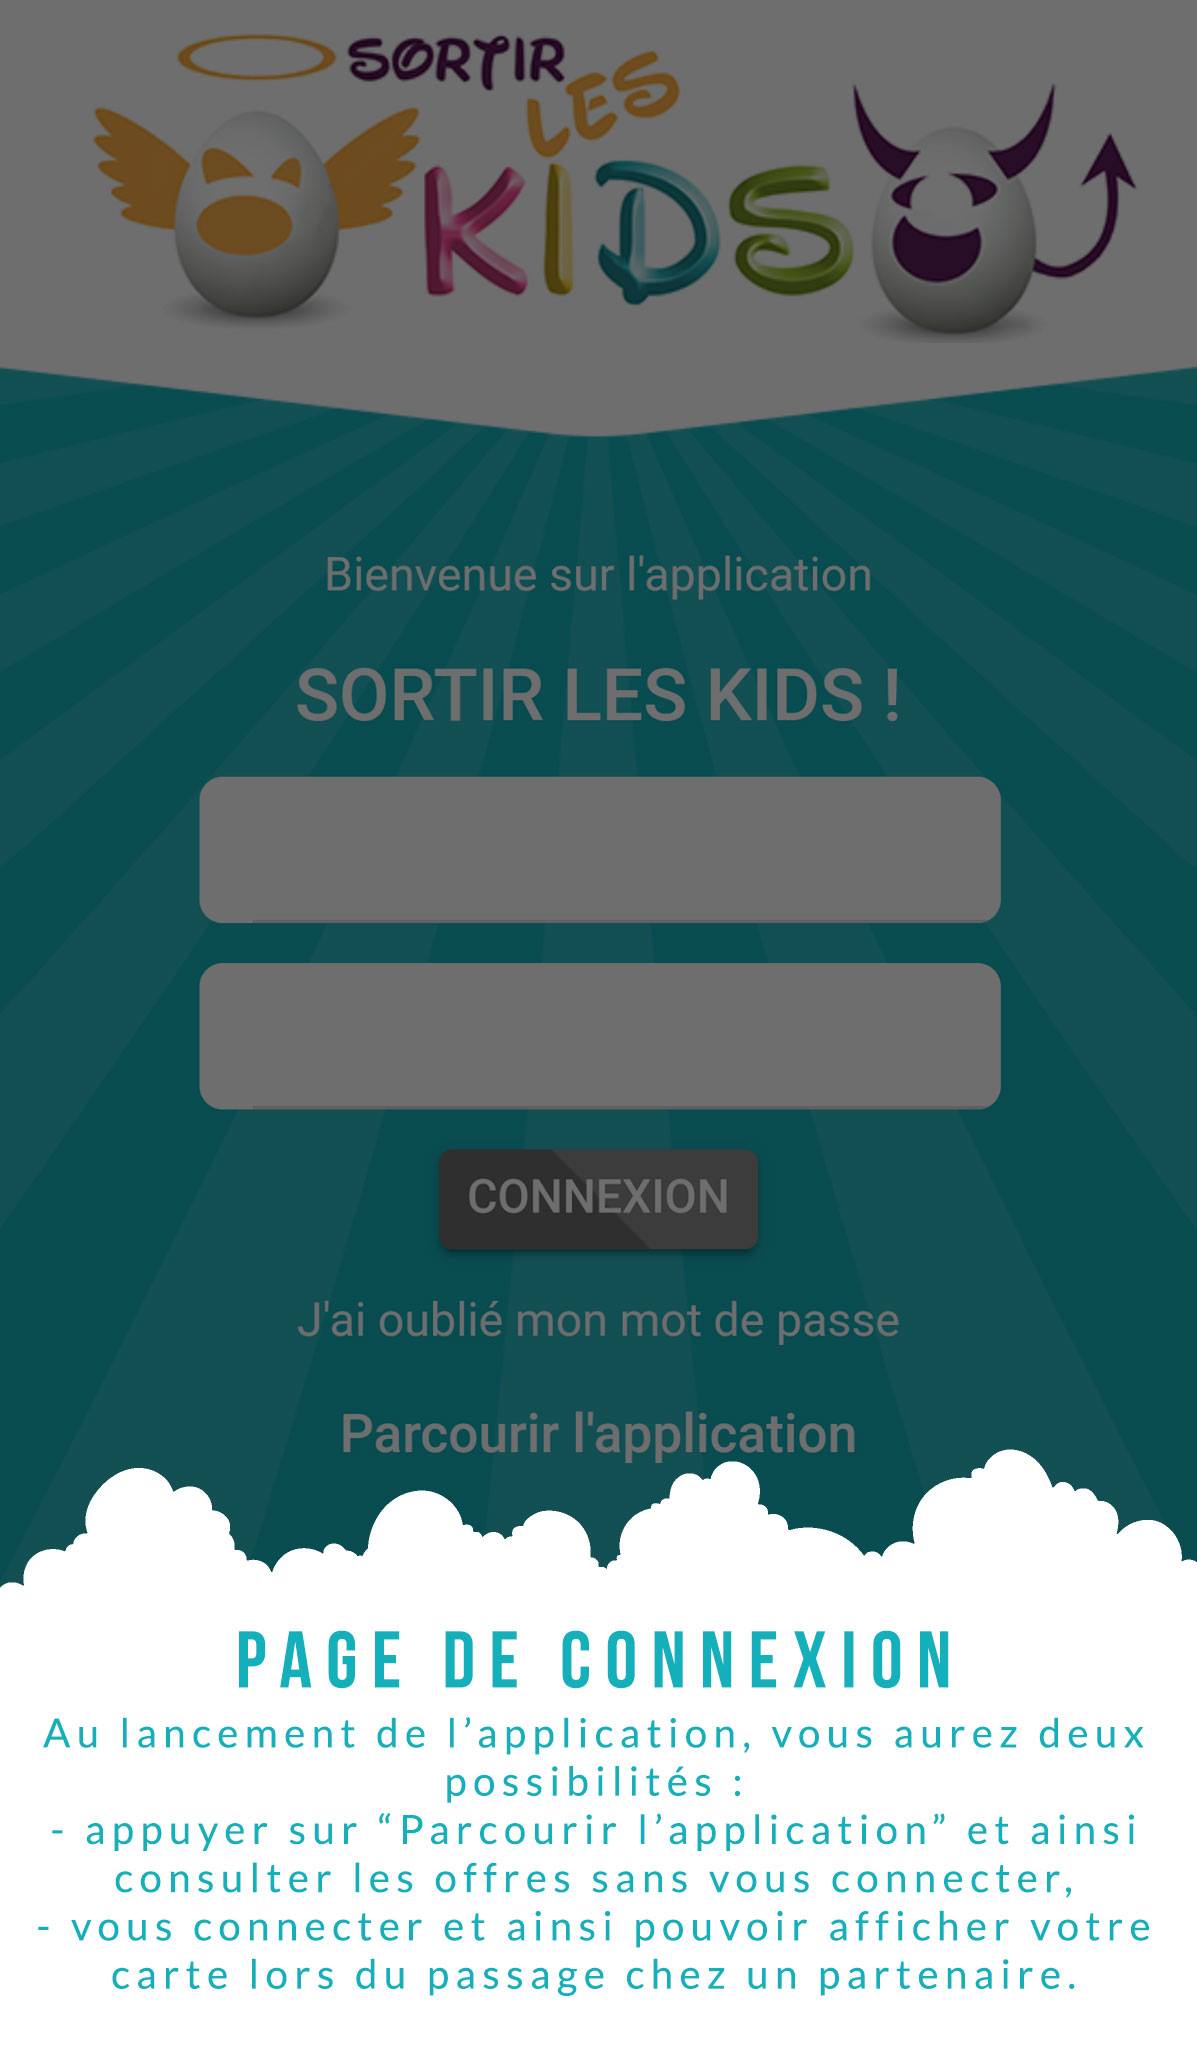 SORTIR
LES
KIDS
Bienvenue sur l'application
SORTIR LES KIDS !
CONNEXION
J'ai oublié mon mot de passe
Parcourir l'application
PAGE DE CONNEXION
Au lancement de l’application, vous aurez deux
possibilités :
- appuyer sur “Parcourir l’application” et ainsi
consulter les offres sans vous connecter,
- vous connecter et ainsi pouvoir afficher votre
carte lors du passage chez un partenaire.